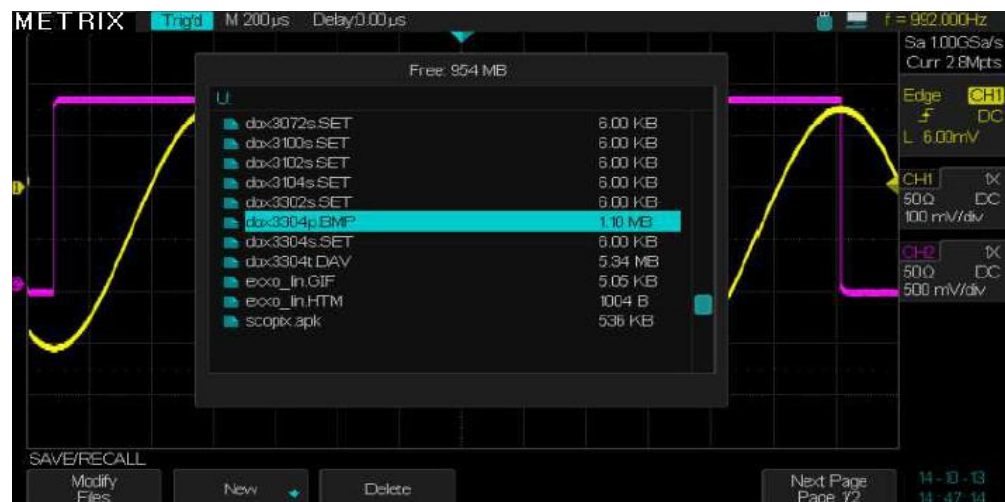 METRIX Trig'd M 200μs Delay:0.00μs f = 992.000Hz
Sa 1.00GSa/s
Curr 2.8Mpts
Free: 954 MB
U:
dox3072s.SET 6.00 KB
dox3100s.SET 6.00 KB
dox3102s.SET 6.00 KB
dox3104s.SET 6.00 KB
dox3302s.SET 6.00 KB
dox3304p.BMP 1.10 MB
dox3304s.SET 6.00 KB
dox3304t.DAV 5.34 MB
exxo_lin.GIF 5.05 KB
exxo_lin.HTM 1004 B
scopix.apk 536 KB
Edge CH1
DC
L 6.00mV
CH1 1X
50Ω DC
100 mV/div
CH2 1X
50Ω DC
500 mV/div
SAVE/RECALL
Modify
Files
New
Delete
Next Page
Page 1/2
14-10-13